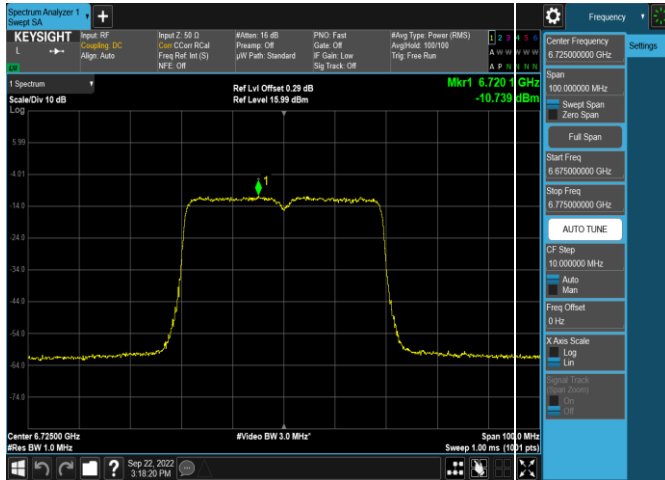 Spectrum Analyzer 1
Swept SA
Frequency
KEYSIGHT
L
Input: RF
Coupling: DC
Align: Auto
Input Z: 50 Ω
Corr CCorr RCal
Freq Ref: Int (S)
NFE: Off
#Atten: 16 dB
Preamp: Off
µW Path: Standard
PNO: Fast
Gate: Off
IF Gain: Low
Sig Track: Off
#Avg Type: Power (RMS)
Avg|Hold: 100/100
Trig: Free Run
1 2 3 4 5 6
A W W W W W
A P N N N N
1 Spectrum
Scale/Div 10 dB
Log
Ref Lvl Offset 0.29 dB
Ref Level 15.99 dBm
Mkr1 6.720 1 GHz
-10.739 dBm
5.99
-4.01
-14.0
-24.0
-34.0
-44.0
-54.0
-64.0
-74.0
1
Center 6.72500 GHz
#Res BW 1.0 MHz
#Video BW 3.0 MHz*
Span 100.0 MHz
Sweep 1.00 ms (1001 pts)
Sep 22, 2022
3:18:20 PM
Center Frequency
6.725000000 GHz
Settings
Span
100.000000 MHz
Swept Span
Zero Span
Full Span
Start Freq
6.675000000 GHz
Stop Freq
6.775000000 GHz
AUTO TUNE
CF Step
10.000000 MHz
Auto
Man
Freq Offset
0 Hz
X Axis Scale
Log
Lin
Signal Track
(Span Zoom)
On
Off